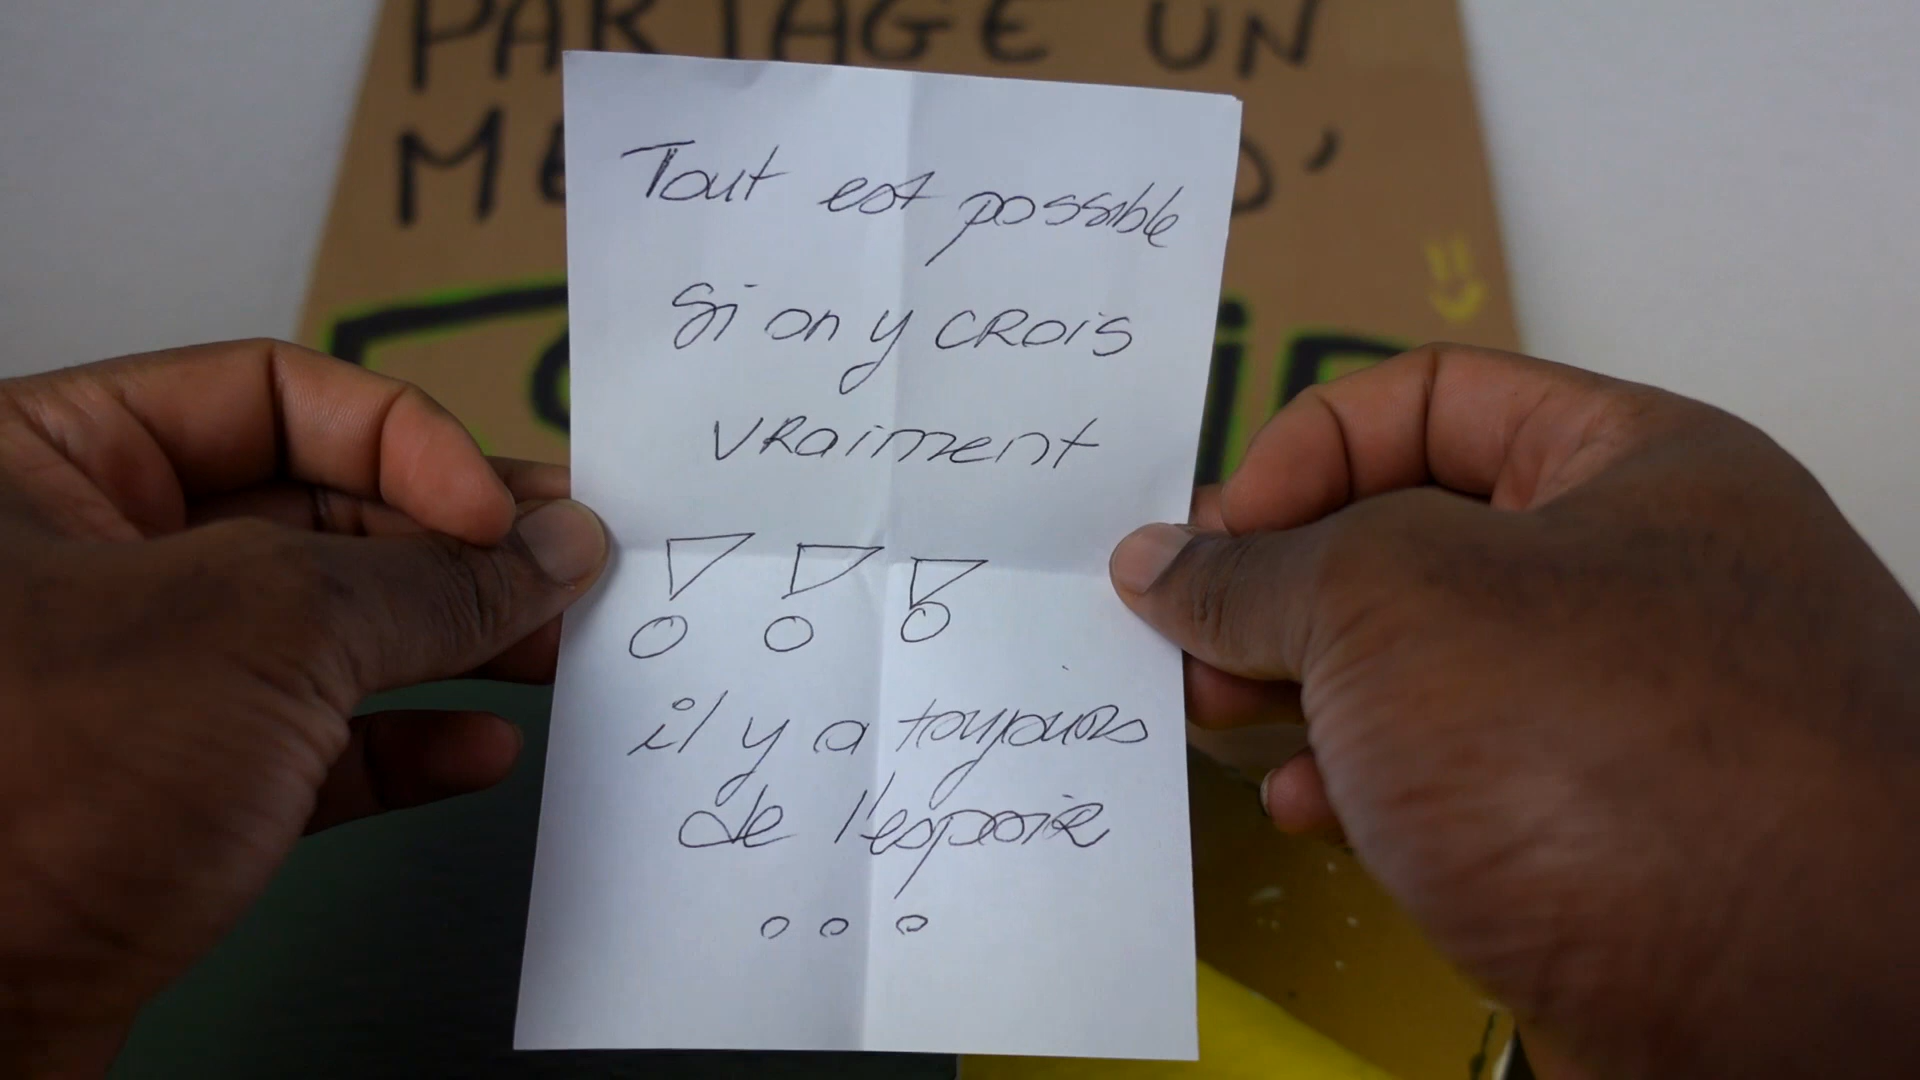 PARTAGE UN
Tout est possible
Si on y CROIS
VRaiment
!!!
il y a toujouRs
de l'espoiR
...